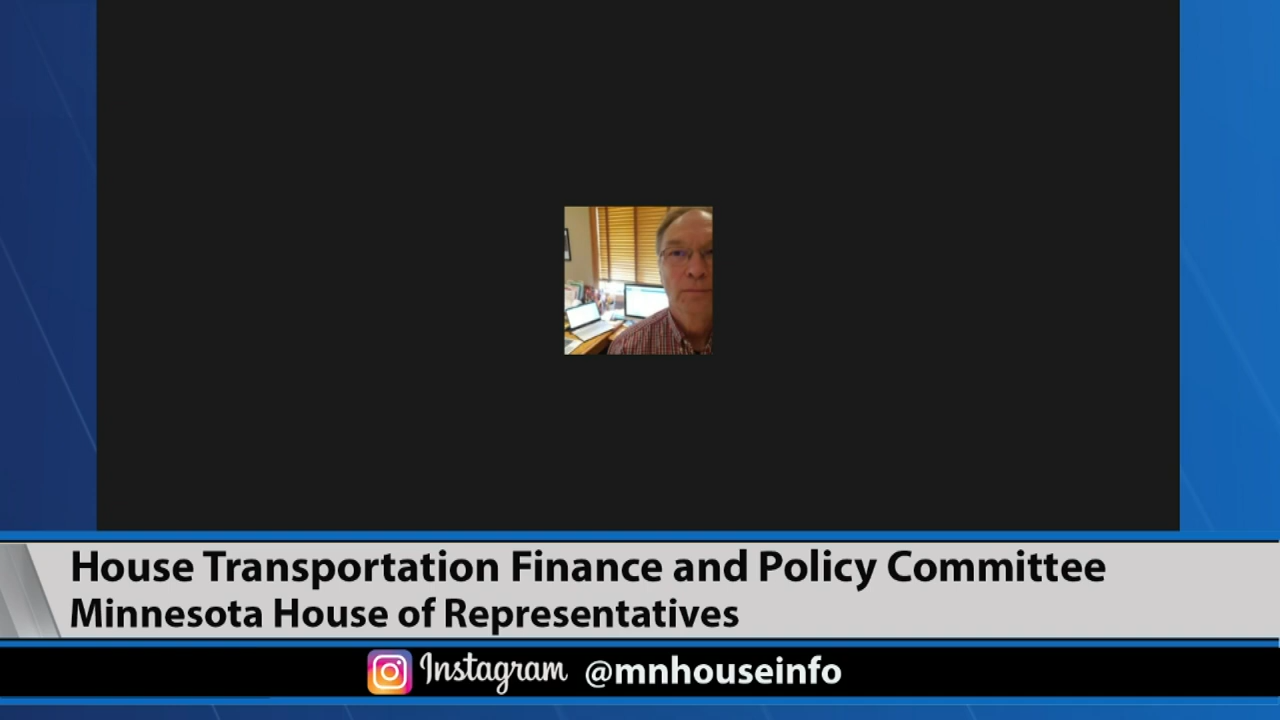 House Transportation Finance and Policy Committee
Minnesota House of Representatives
Instagram @mnhouseinfo